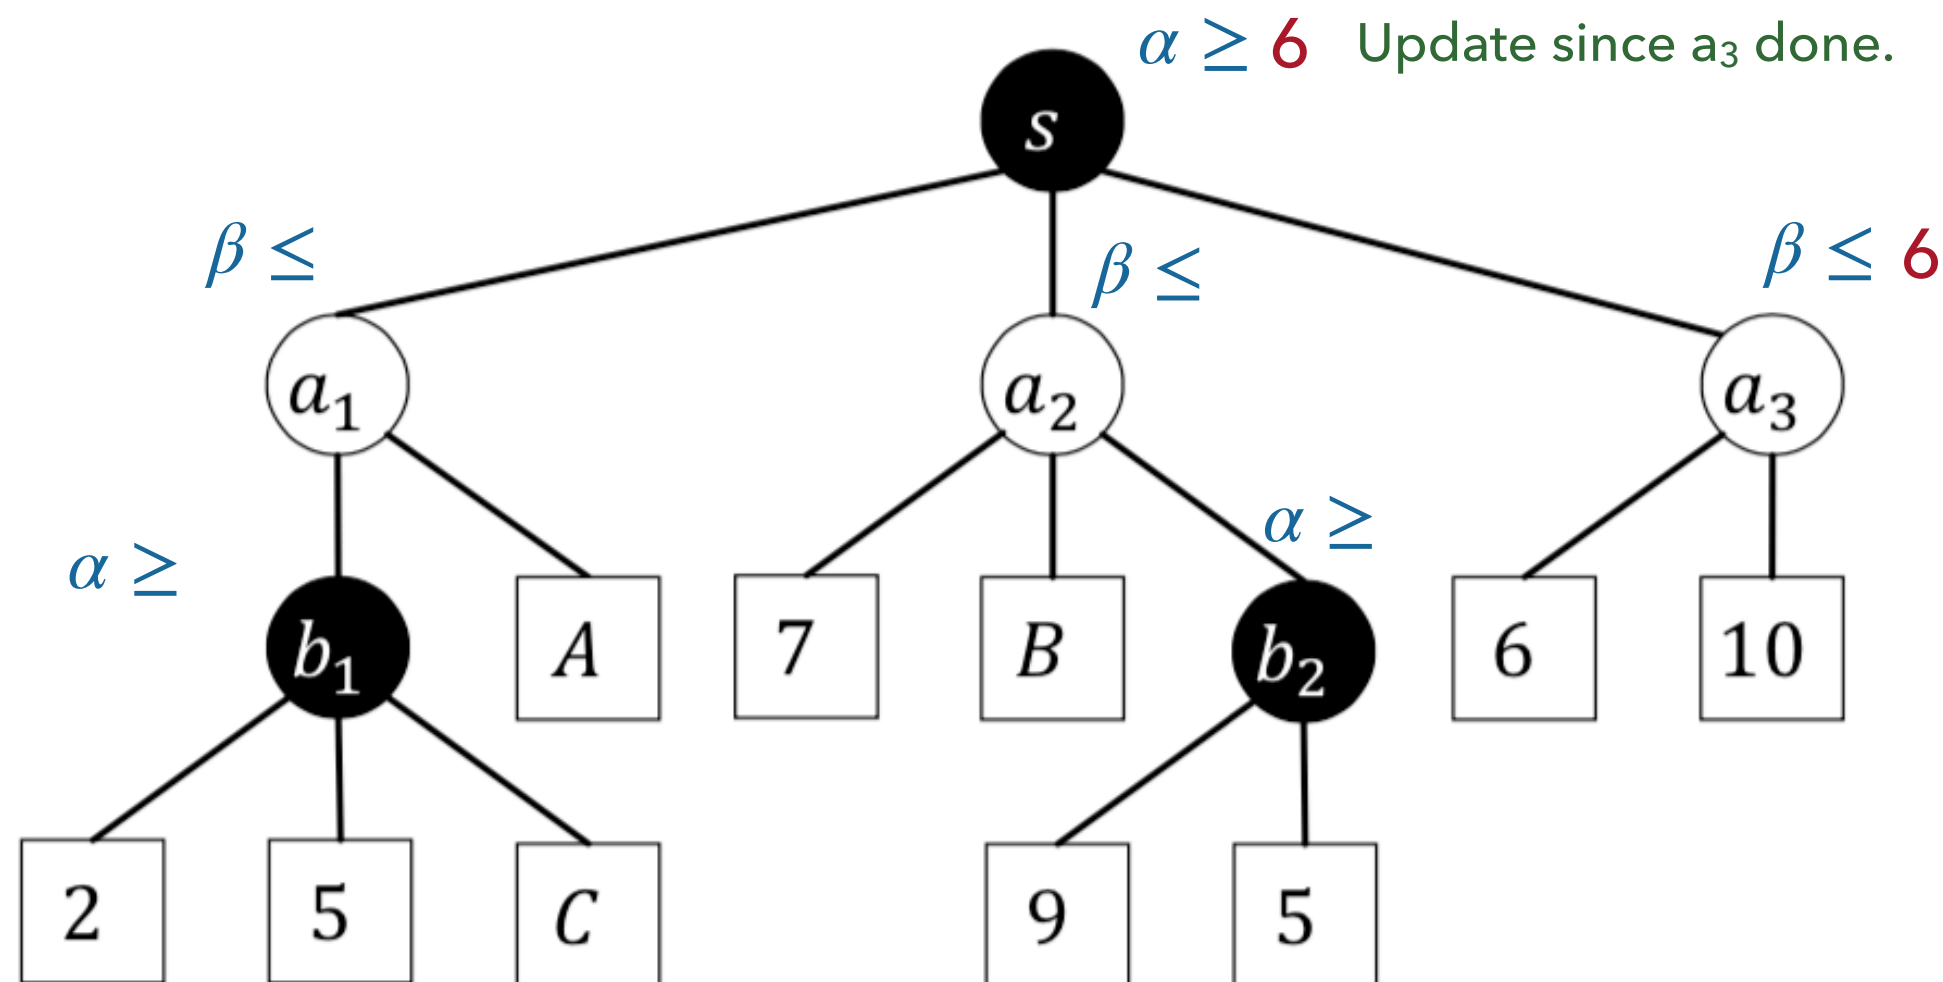 α ≥ 6 Update since a₃ done.
s
β ≤
β ≤
β ≤ 6
a₁
a₂
a₃
α ≥
α ≥
b₁
A
7
B
b₂
6
10
2
5
C
9
5